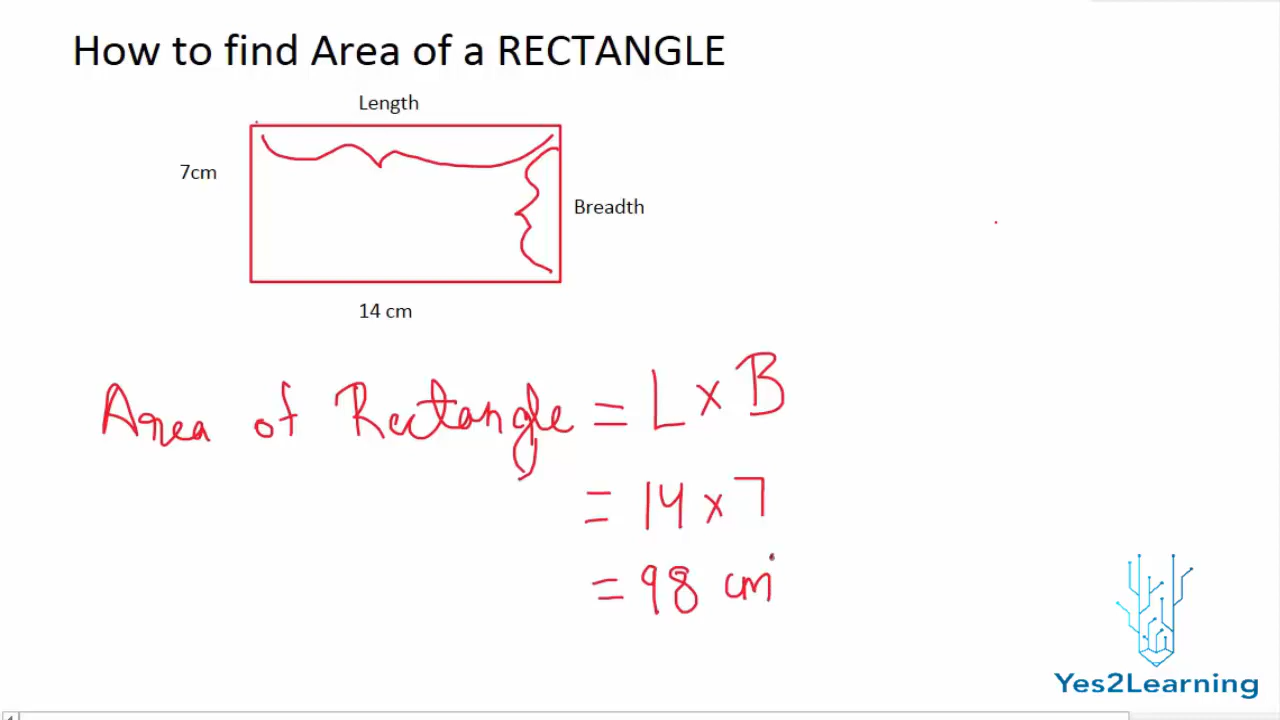 How to find Area of a RECTANGLE
Length
7cm
Breadth
14 cm
Area of Rectangle = L x B
= 14 x 7
= 98 cm
Yes2Learning